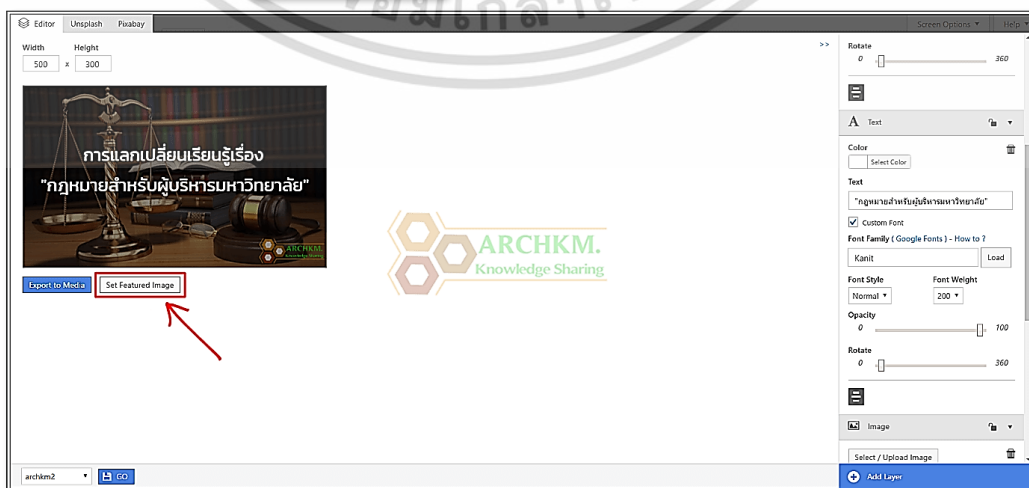 Editor Unsplash Pixabay
Screen Options Help
Width Height
500 x 300
>>
การแลกเปลี่ยนเรียนรู้เรื่อง
"กฎหมายสำหรับผู้บริหารมหาวิทยาลัย"
ARCHKM.
Knowledge Sharing
Export to Media Set Featured Image
ARCHKM.
Knowledge Sharing
archkm2 GO
Rotate
0 360
Text
Color
Select Color
Text
"กฎหมายสำหรับผู้บริหารมหาวิทยาลัย"
Custom Font
Font Family ( Google Fonts ) - How to ?
Kanit Load
Font Style Font Weight
Normal 200
Opacity
0 100
Rotate
0 360
Image
Select / Upload Image
Add Layer